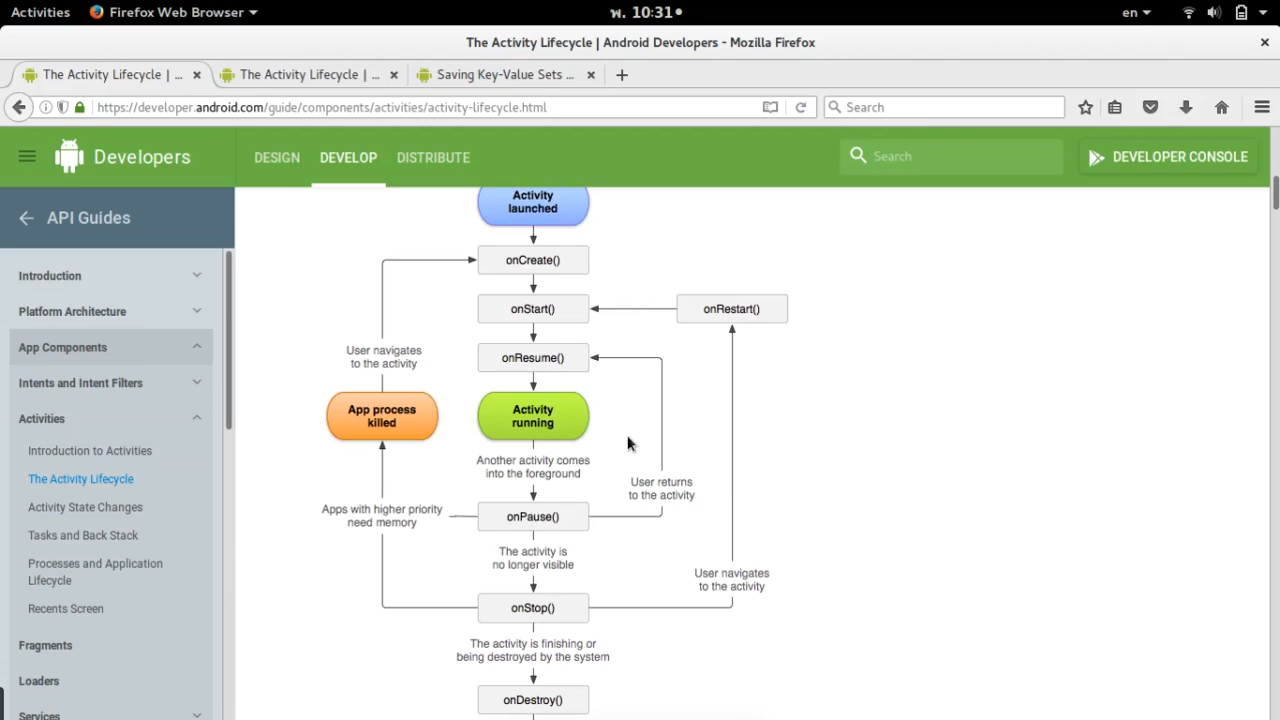 Activities
Firefox Web Browser
พ. 10:31
en
The Activity Lifecycle | Android Developers - Mozilla Firefox
The Activity Lifecycle | ...
The Activity Lifecycle | ...
Saving Key-Value Sets ...
https://developer.android.com/guide/components/activities/activity-lifecycle.html
Search
Developers
DESIGN
DEVELOP
DISTRIBUTE
Search
DEVELOPER CONSOLE
API Guides
Introduction
Platform Architecture
App Components
Intents and Intent Filters
Activities
Introduction to Activities
The Activity Lifecycle
Activity State Changes
Tasks and Back Stack
Processes and Application
Lifecycle
Recents Screen
Fragments
Loaders
Services
Activity
launched
onCreate()
onStart()
onRestart()
onResume()
User navigates
to the activity
App process
killed
Activity
running
Another activity comes
into the foreground
User returns
to the activity
Apps with higher priority
need memory
onPause()
The activity is
no longer visible
User navigates
to the activity
onStop()
The activity is finishing or
being destroyed by the system
onDestroy()